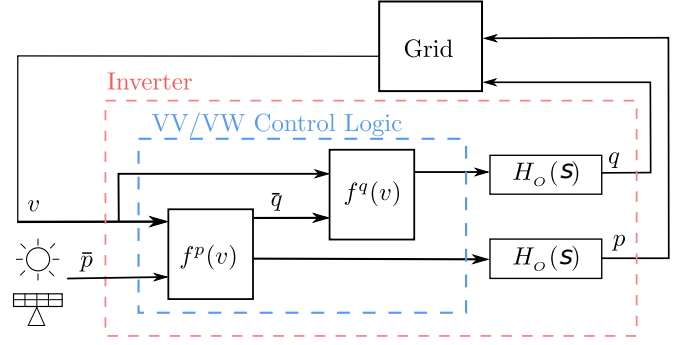 Grid
Inverter
VV/VW Control Logic
v
p̄
q̄
f^q(v)
f^p(v)
H_O(s)
q
H_O(s)
p